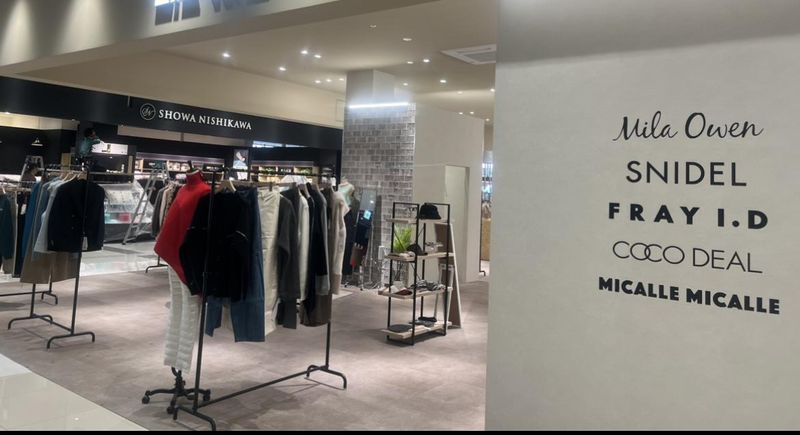 SHOWA NISHIKAWA
Mila Owen
SNIDEL
FRAY I.D
COCO DEAL
MICALLE MICALLE